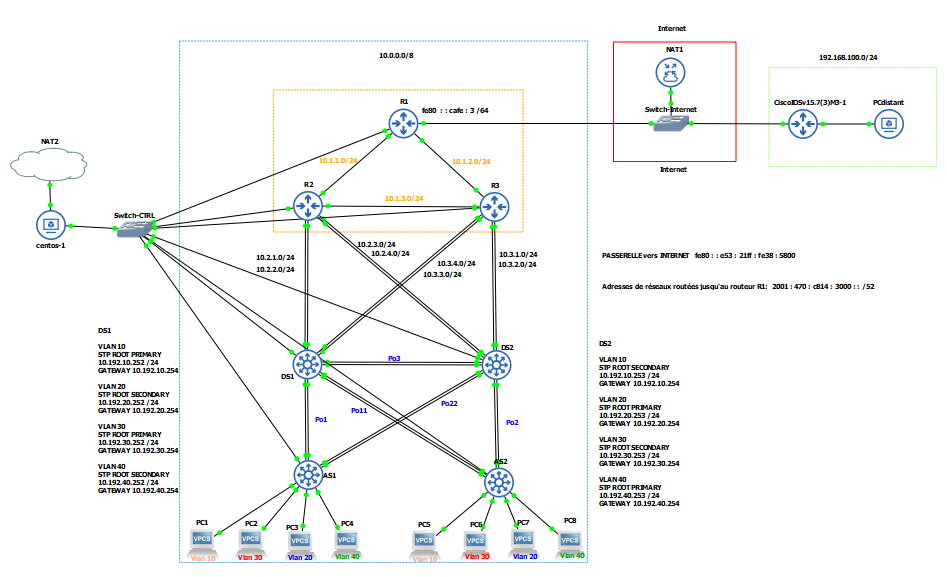 Internet
NAT1
10.0.0.0/8
192.168.100.0/24
R1
fe80 : : cafe : 3 /64
Switch-Internet
CiscoIOSv15.7(3)M3-1
PCdistant
NAT2
10.1.1.0/24
10.1.2.0/24
Internet
R2
R3
10.1.3.0/24
Switch-CTRL
centos-1
10.2.1.0/24
10.2.2.0/24
10.2.3.0/24
10.2.4.0/24
10.3.4.0/24
10.3.3.0/24
10.3.1.0/24
10.3.2.0/24
PASSERELLE vers INTERNET fe80 : : e53 : 21ff : fe38 : 5800
Adresses de réseaux routées jusqu'au routeur R1: 2001 : 470 : c814 : 3000 : : /52
DS1
VLAN 10
STP ROOT PRIMARY
10.192.10.252 /24
GATEWAY 10.192.10.254
VLAN 20
STP ROOT SECONDARY
10.192.20.252 /24
GATEWAY 10.192.20.254
VLAN 30
STP ROOT PRIMARY
10.192.30.252 /24
GATEWAY 10.192.30.254
VLAN 40
STP ROOT SECONDARY
10.192.40.252 /24
GATEWAY 10.192.40.254
DS1
Po3
DS2
Po1
Po11
Po22
Po2
AS1
AS2
DS2
VLAN 10
STP ROOT SECONDARY
10.192.10.253 /24
GATEWAY 10.192.10.254
VLAN 20
STP ROOT PRIMARY
10.192.20.253 /24
GATEWAY 10.192.20.254
VLAN 30
STP ROOT SECONDARY
10.192.30.253 /24
GATEWAY 10.192.30.254
VLAN 40
STP ROOT PRIMARY
10.192.40.253 /24
GATEWAY 10.192.40.254
PC1
PC2
PC3
PC4
PC5
PC6
PC7
PC8
VPCS
VPCS
VPCS
VPCS
VPCS
VPCS
VPCS
VPCS
Vlan 10
Vlan 30
Vlan 20
Vlan 40
Vlan 10
Vlan 30
Vlan 20
Vlan 40